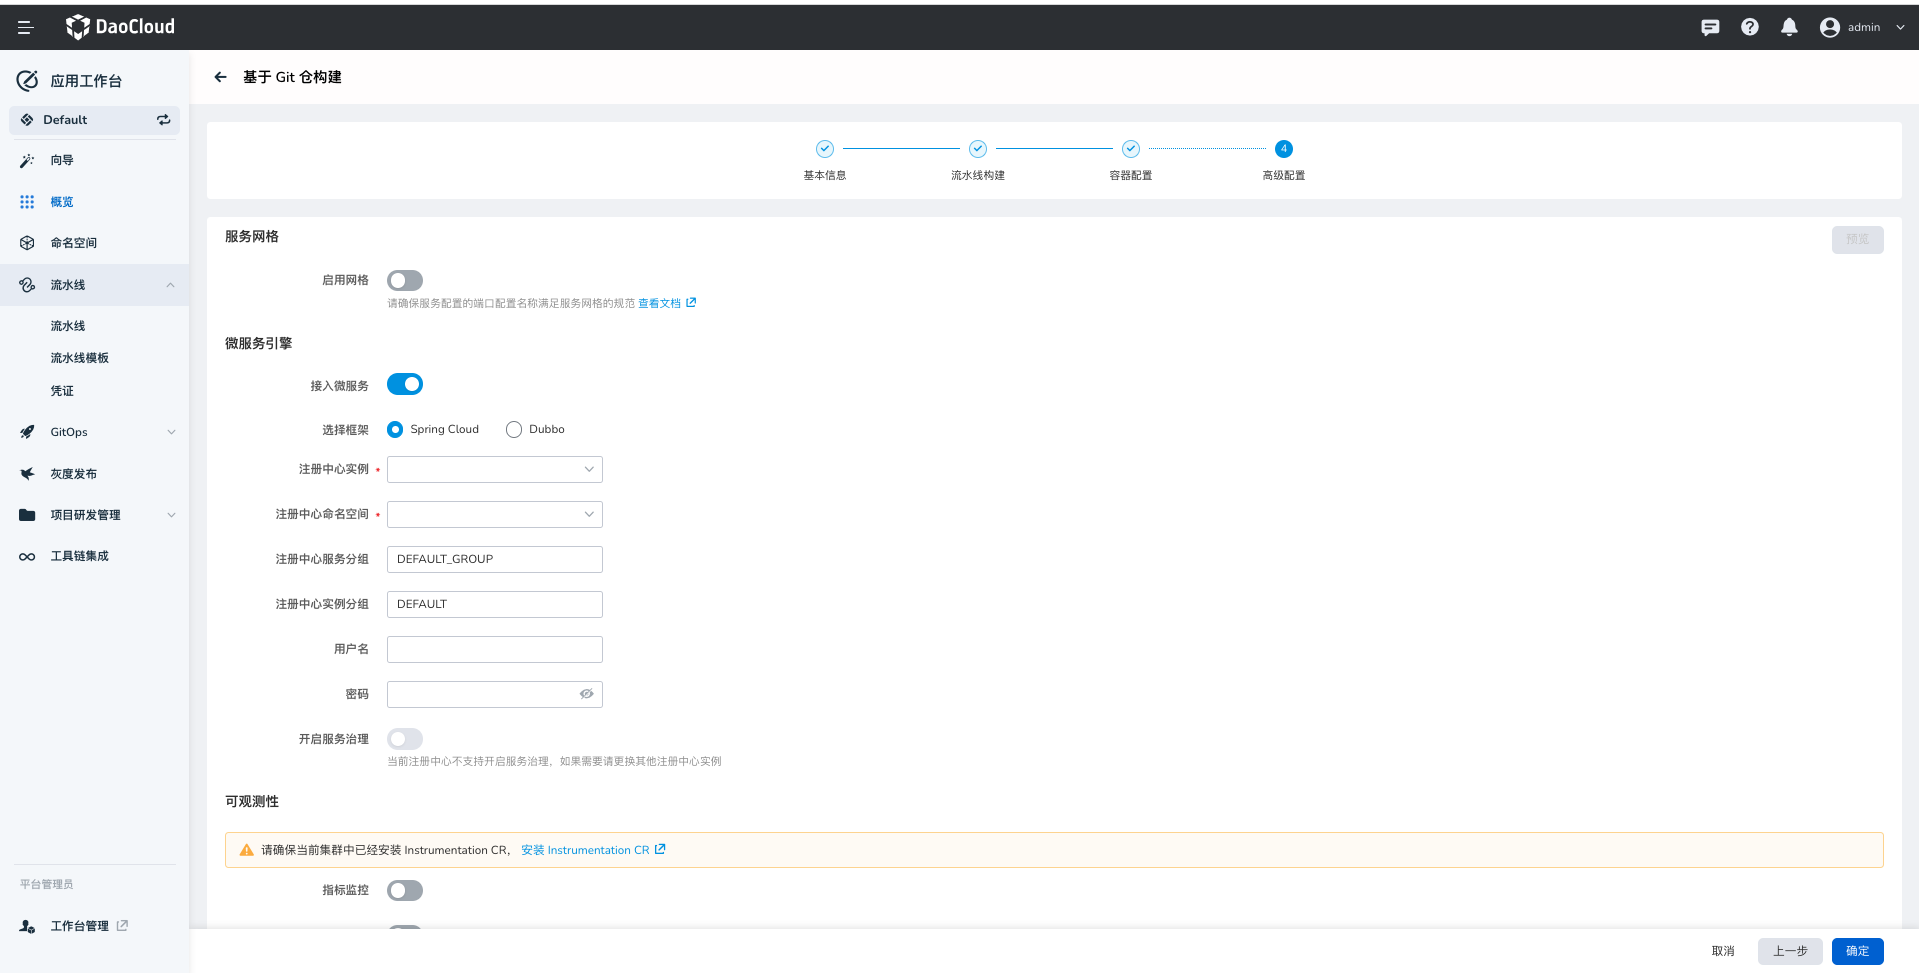 DaoCloud
admin
应用工作台
Default
向导
概览
命名空间
流水线
流水线
流水线模板
凭证
GitOps
灰度发布
项目研发管理
工具链集成
平台管理员
工作台管理
基于 Git 仓构建
基本信息
流水线构建
容器配置
4
高级配置
服务网格
预览
启用网格
请确保服务配置的端口配置名称满足服务网格的规范 查看文档
微服务引擎
接入微服务
选择框架 Spring Cloud Dubbo
注册中心实例 *
注册中心命名空间 *
注册中心服务分组 DEFAULT_GROUP
注册中心实例分组 DEFAULT
用户名
密码
开启服务治理
当前注册中心不支持开启服务治理，如果需要请更换其他注册中心实例
可观测性
请确保当前集群中已经安装 Instrumentation CR， 安装 Instrumentation CR
指标监控
取消 上一步 确定